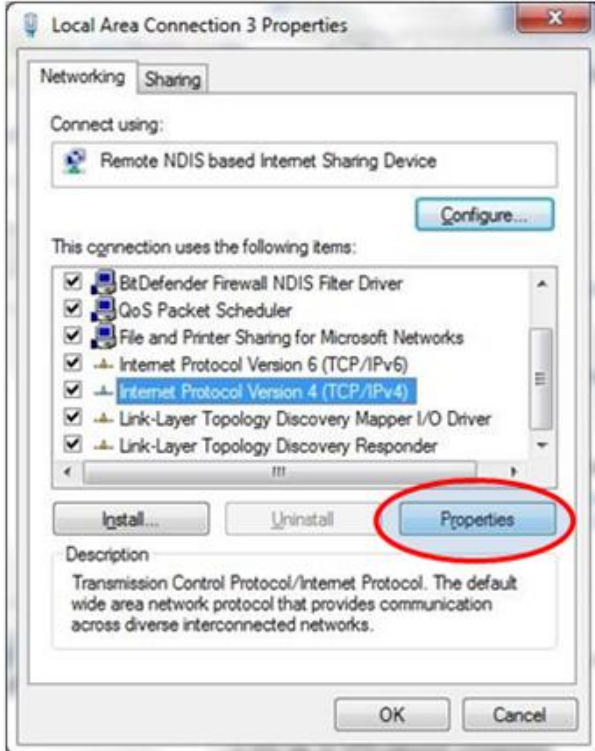 Local Area Connection 3 Properties
Networking
Sharing
Connect using:
Remote NDIS based Internet Sharing Device
Configure...
This connection uses the following items:
BitDefender Firewall NDIS Filter Driver
QoS Packet Scheduler
File and Printer Sharing for Microsoft Networks
Internet Protocol Version 6 (TCP/IPv6)
Internet Protocol Version 4 (TCP/IPv4)
Link-Layer Topology Discovery Mapper I/O Driver
Link-Layer Topology Discovery Responder
Install...
Uninstall
Properties
Description
Transmission Control Protocol/Internet Protocol. The default
wide area network protocol that provides communication
across diverse interconnected networks.
OK
Cancel